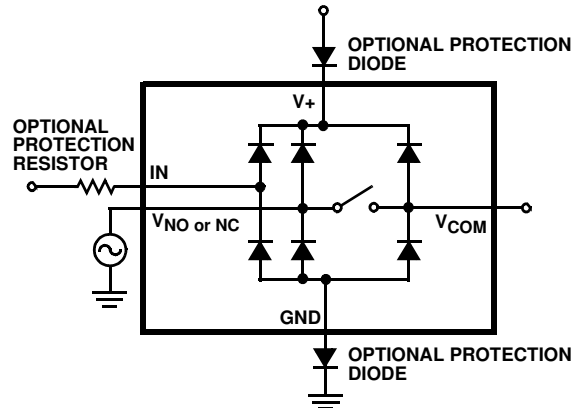 OPTIONAL PROTECTION
DIODE
V+
OPTIONAL
PROTECTION
RESISTOR
IN
VNO or NC
VCOM
GND
OPTIONAL PROTECTION
DIODE